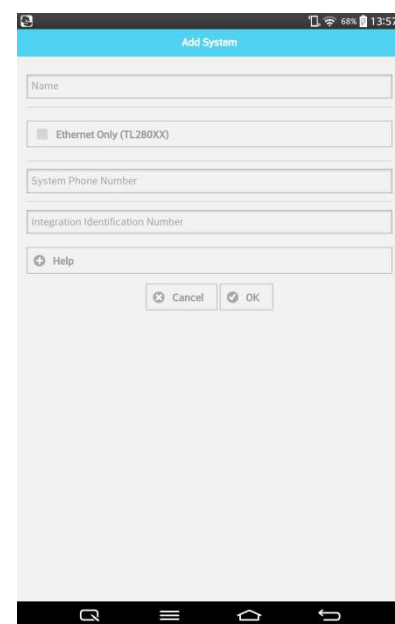 68% 13:57
Add System
Name
Ethernet Only (TL280XX)
System Phone Number
Integration Identification Number
Help
Cancel OK